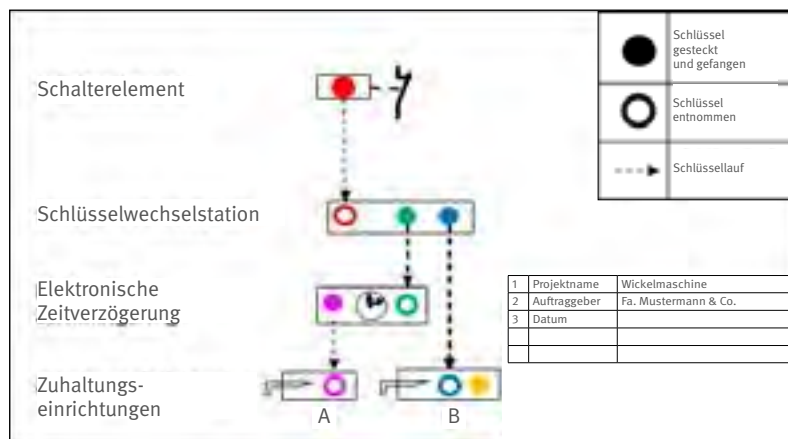 Schalterelement
Schlüsselwechselstation
Elektronische
Zeitverzögerung
Zuhaltungs-
einrichtungen
A
B
Schlüssel
gesteckt
und gefangen
Schlüssel
entnommen
Schlüssellauf
1 Projektname Wickelmaschine
2 Auftraggeber Fa. Mustermann & Co.
3 Datum